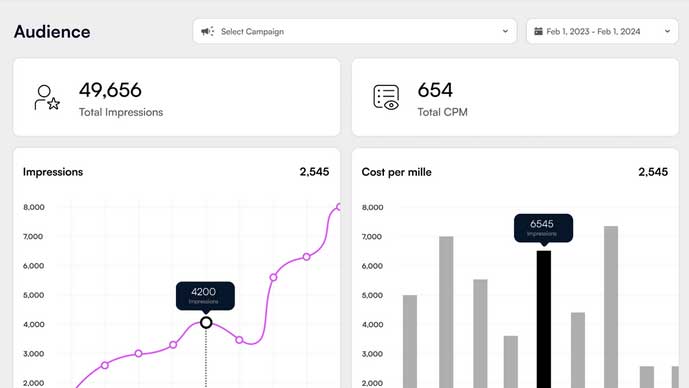 Audience
Select Campaign
Feb 1, 2023 - Feb 1, 2024
49,656
Total Impressions
654
Total CPM
Impressions
2,545
8,000
7,000
6,000
5,000
4,000
3,000
2,000
4200
Impressions
Cost per mille
2,545
8,000
7,000
6,000
5,000
4,000
3,000
2,000
6545
Impressions